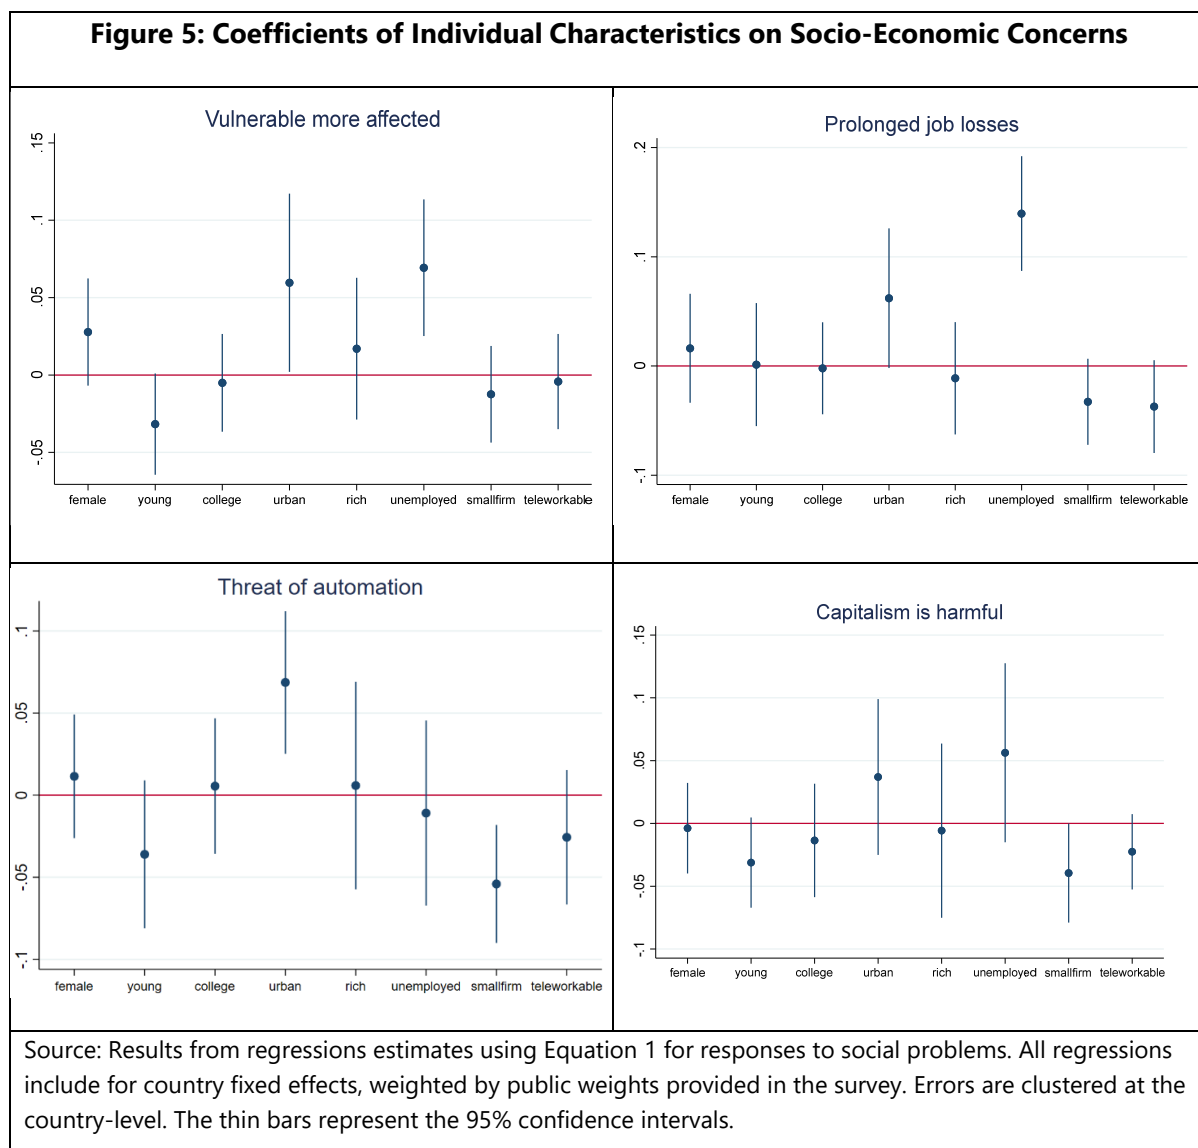 Figure 5: Coefficients of Individual Characteristics on Socio-Economic Concerns
Vulnerable more affected
.15
.1
.05
0
-.05
female young college urban rich unemployed smallfirm teleworkable
Prolonged job losses
.2
.1
0
-.1
female young college urban rich unemployed smallfirm teleworkable
Threat of automation
.1
.05
0
-.05
-.1
female young college urban rich unemployed smallfirm teleworkable
Capitalism is harmful
.15
.1
.05
0
-.05
-.1
female young college urban rich unemployed smallfirm teleworkable
Source: Results from regressions estimates using Equation 1 for responses to social problems. All regressions
include for country fixed effects, weighted by public weights provided in the survey. Errors are clustered at the
country-level. The thin bars represent the 95% confidence intervals.